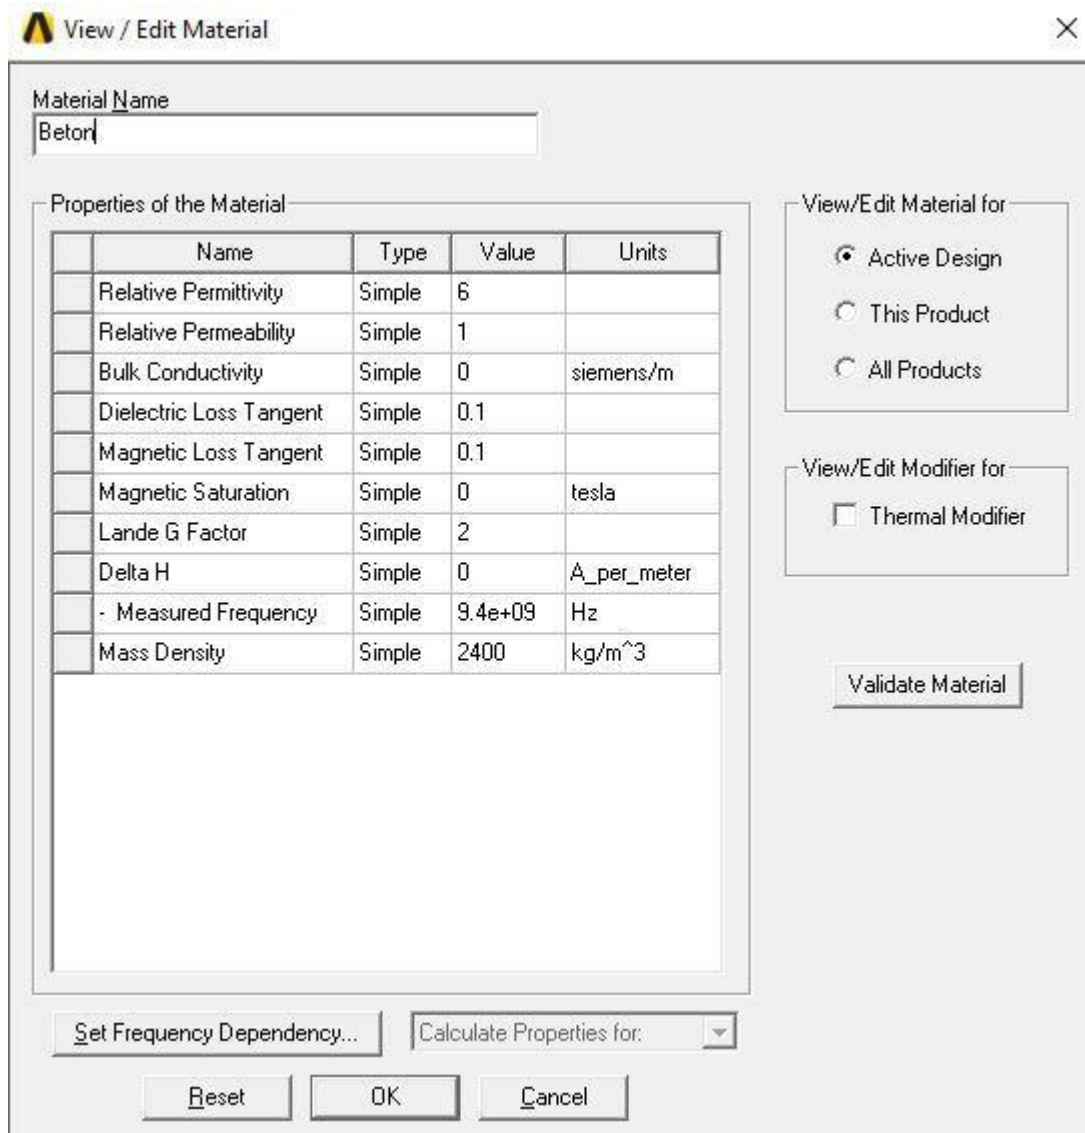 View / Edit Material
Material Name
Beton
Properties of the Material
Name Type Value Units
Relative Permittivity Simple 6
Relative Permeability Simple 1
Bulk Conductivity Simple 0 siemens/m
Dielectric Loss Tangent Simple 0.1
Magnetic Loss Tangent Simple 0.1
Magnetic Saturation Simple 0 tesla
Lande G Factor Simple 2
Delta H Simple 0 A_per_meter
- Measured Frequency Simple 9.4e+09 Hz
Mass Density Simple 2400 kg/m^3
View/Edit Material for
Active Design
This Product
All Products
View/Edit Modifier for
Thermal Modifier
Validate Material
Set Frequency Dependency... Calculate Properties for:
Reset OK Cancel